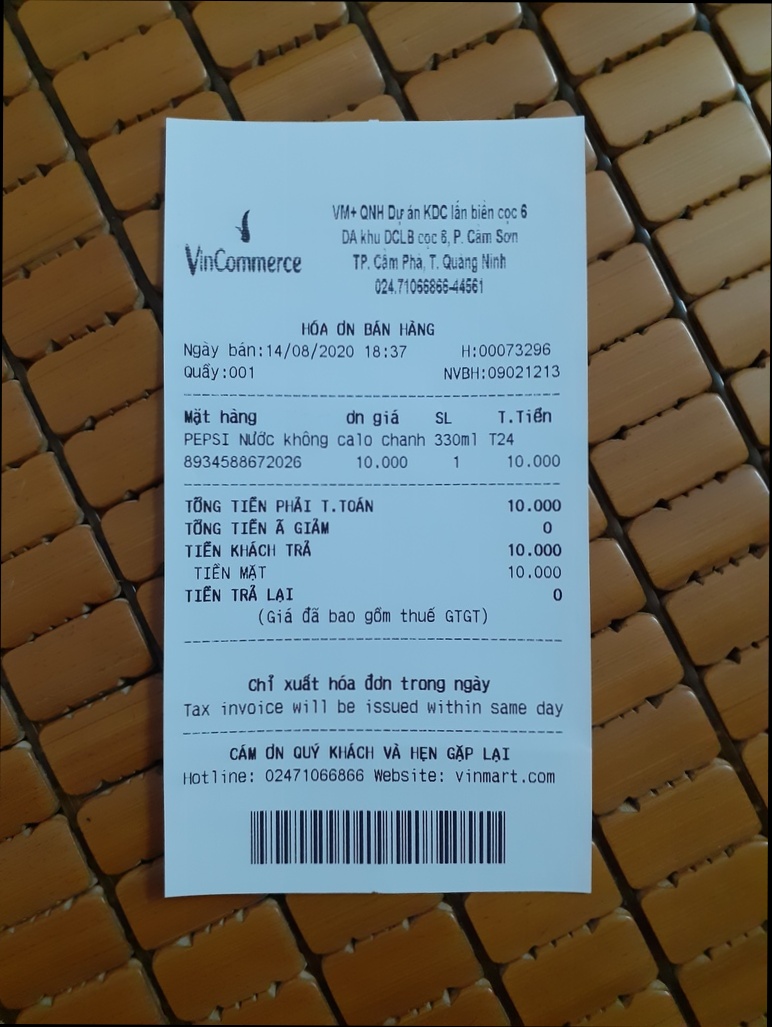 VinCommerce
VM+ QNH Dự án KDC lấn biển cọc 6
DA khu DCLB cọc 6, P. Cẩm Sơn
TP. Cẩm Phả, T. Quảng Ninh
024.71066866-44561
HÓA ƠN BÁN HÀNG
Ngày bán:14/08/2020 18:37 H:00073296
Quầy:001 NVBH:09021213
Mặt hàng ơn giá SL T.Tiền
PEPSI Nước không calo chanh 330ml T24
8934588672026 10.000 1 10.000
TỔNG TIỀN PHẢI T.TOÁN 10.000
TỔNG TIỀN Ã GIẢM 0
TIỀN KHÁCH TRẢ 10.000
TIỀN MẶT 10.000
TIỀN TRẢ LẠI 0
(Giá đã bao gồm thuế GTGT)
Chỉ xuất hóa đơn trong ngày
Tax invoice will be issued within same day
CÁM ƠN QUÝ KHÁCH VÀ HẸN GẶP LẠI
Hotline: 02471066866 Website: vinmart.com